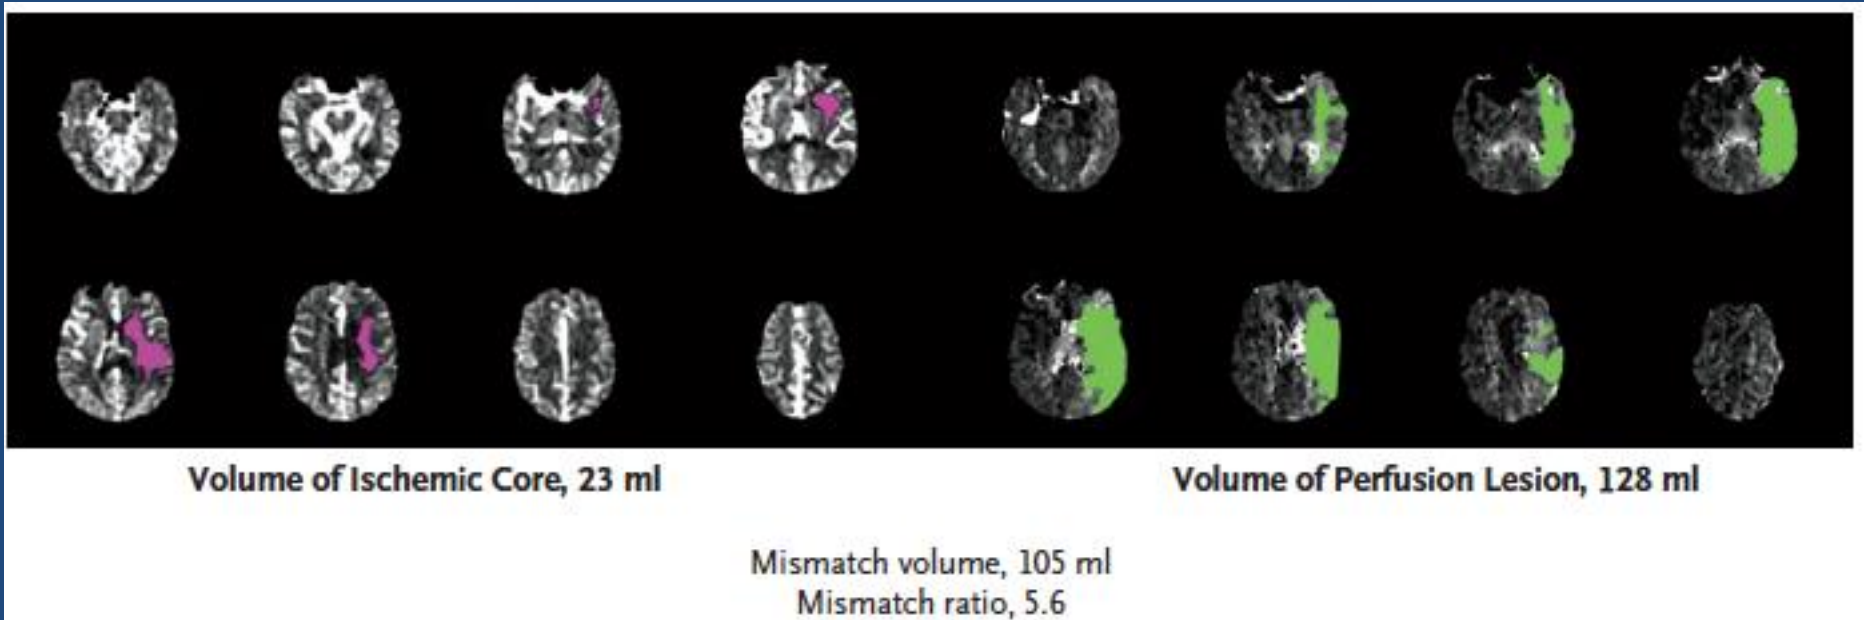 Volume of Ischemic Core, 23 ml
Volume of Perfusion Lesion, 128 ml
Mismatch volume, 105 ml
Mismatch ratio, 5.6